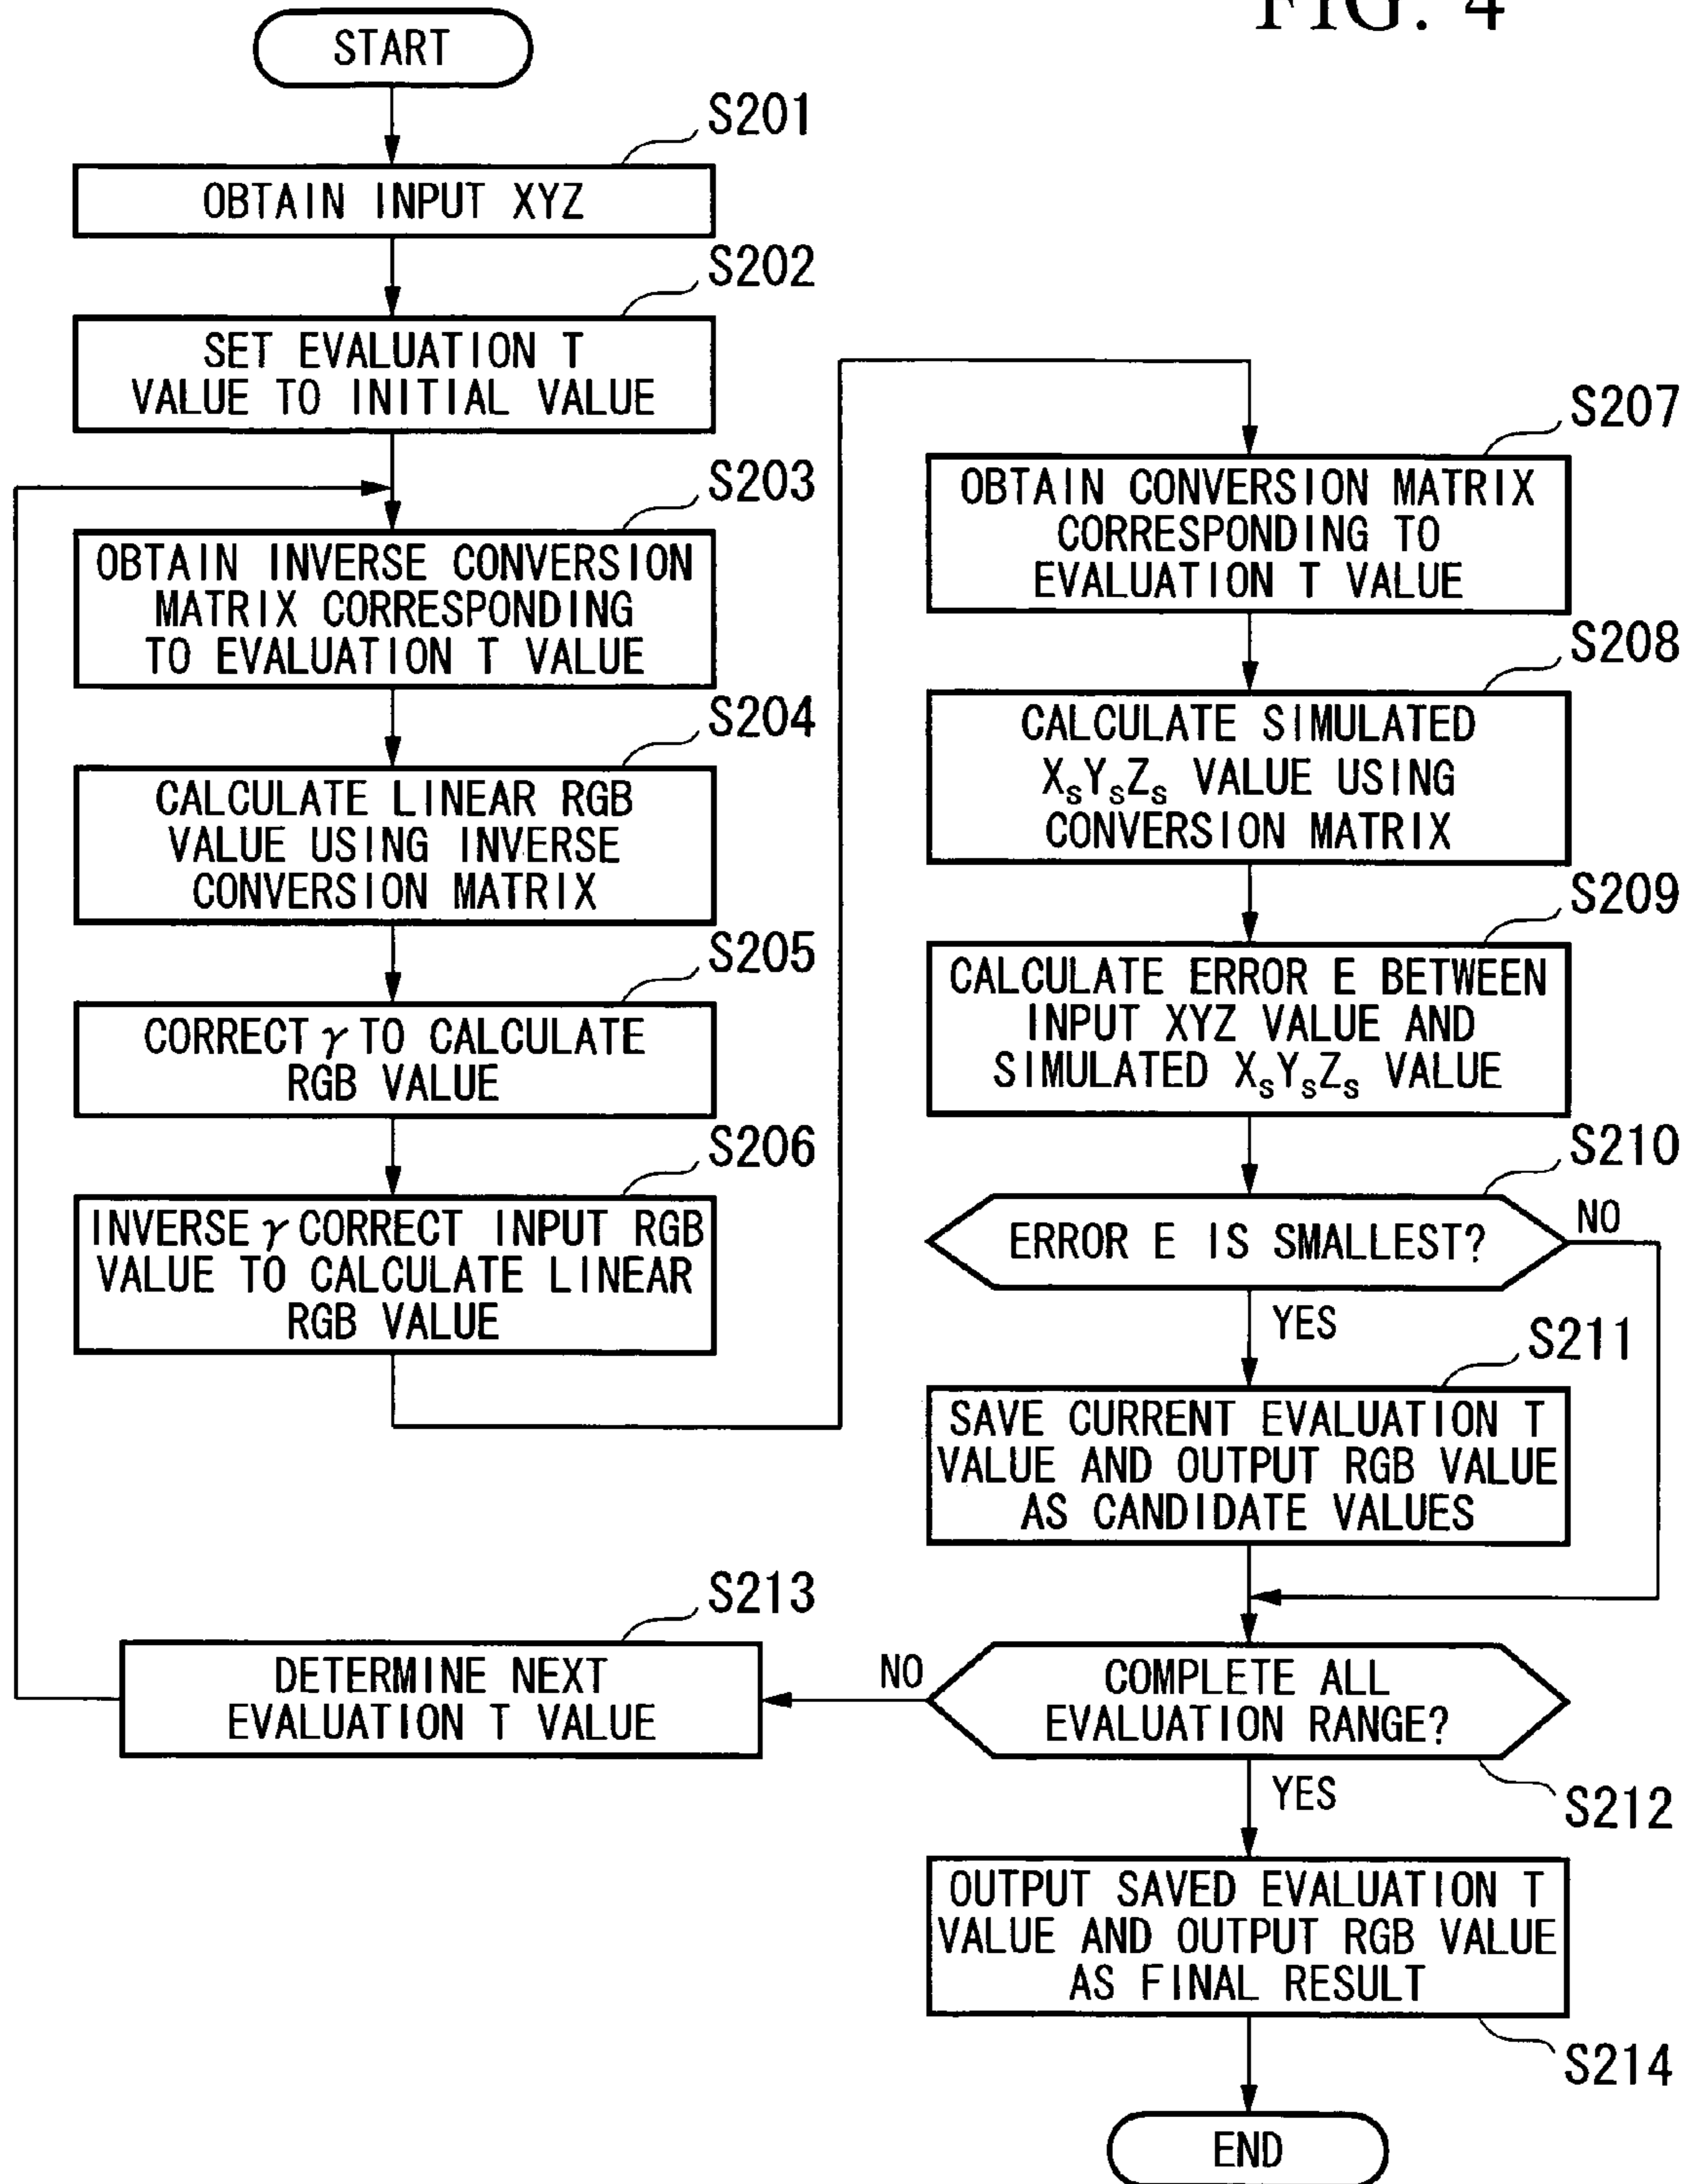 FIG. 4
START
S201
OBTAIN INPUT XYZ
S202
SET EVALUATION T
VALUE TO INITIAL VALUE
S203
OBTAIN INVERSE CONVERSION
MATRIX CORRESPONDING
TO EVALUATION T VALUE
S204
CALCULATE LINEAR RGB
VALUE USING INVERSE
CONVERSION MATRIX
S205
CORRECT γ TO CALCULATE
RGB VALUE
S206
INVERSE γ CORRECT INPUT RGB
VALUE TO CALCULATE LINEAR
RGB VALUE
S207
OBTAIN CONVERSION MATRIX
CORRESPONDING TO
EVALUATION T VALUE
S208
CALCULATE SIMULATED
XsYsZs VALUE USING
CONVERSION MATRIX
S209
CALCULATE ERROR E BETWEEN
INPUT XYZ VALUE AND
SIMULATED XsYsZs VALUE
S210
ERROR E IS SMALLEST?
NO
YES
S211
SAVE CURRENT EVALUATION T
VALUE AND OUTPUT RGB VALUE
AS CANDIDATE VALUES
S212
COMPLETE ALL
EVALUATION RANGE?
NO
S213
DETERMINE NEXT
EVALUATION T VALUE
YES
OUTPUT SAVED EVALUATION T
VALUE AND OUTPUT RGB VALUE
AS FINAL RESULT
S214
END